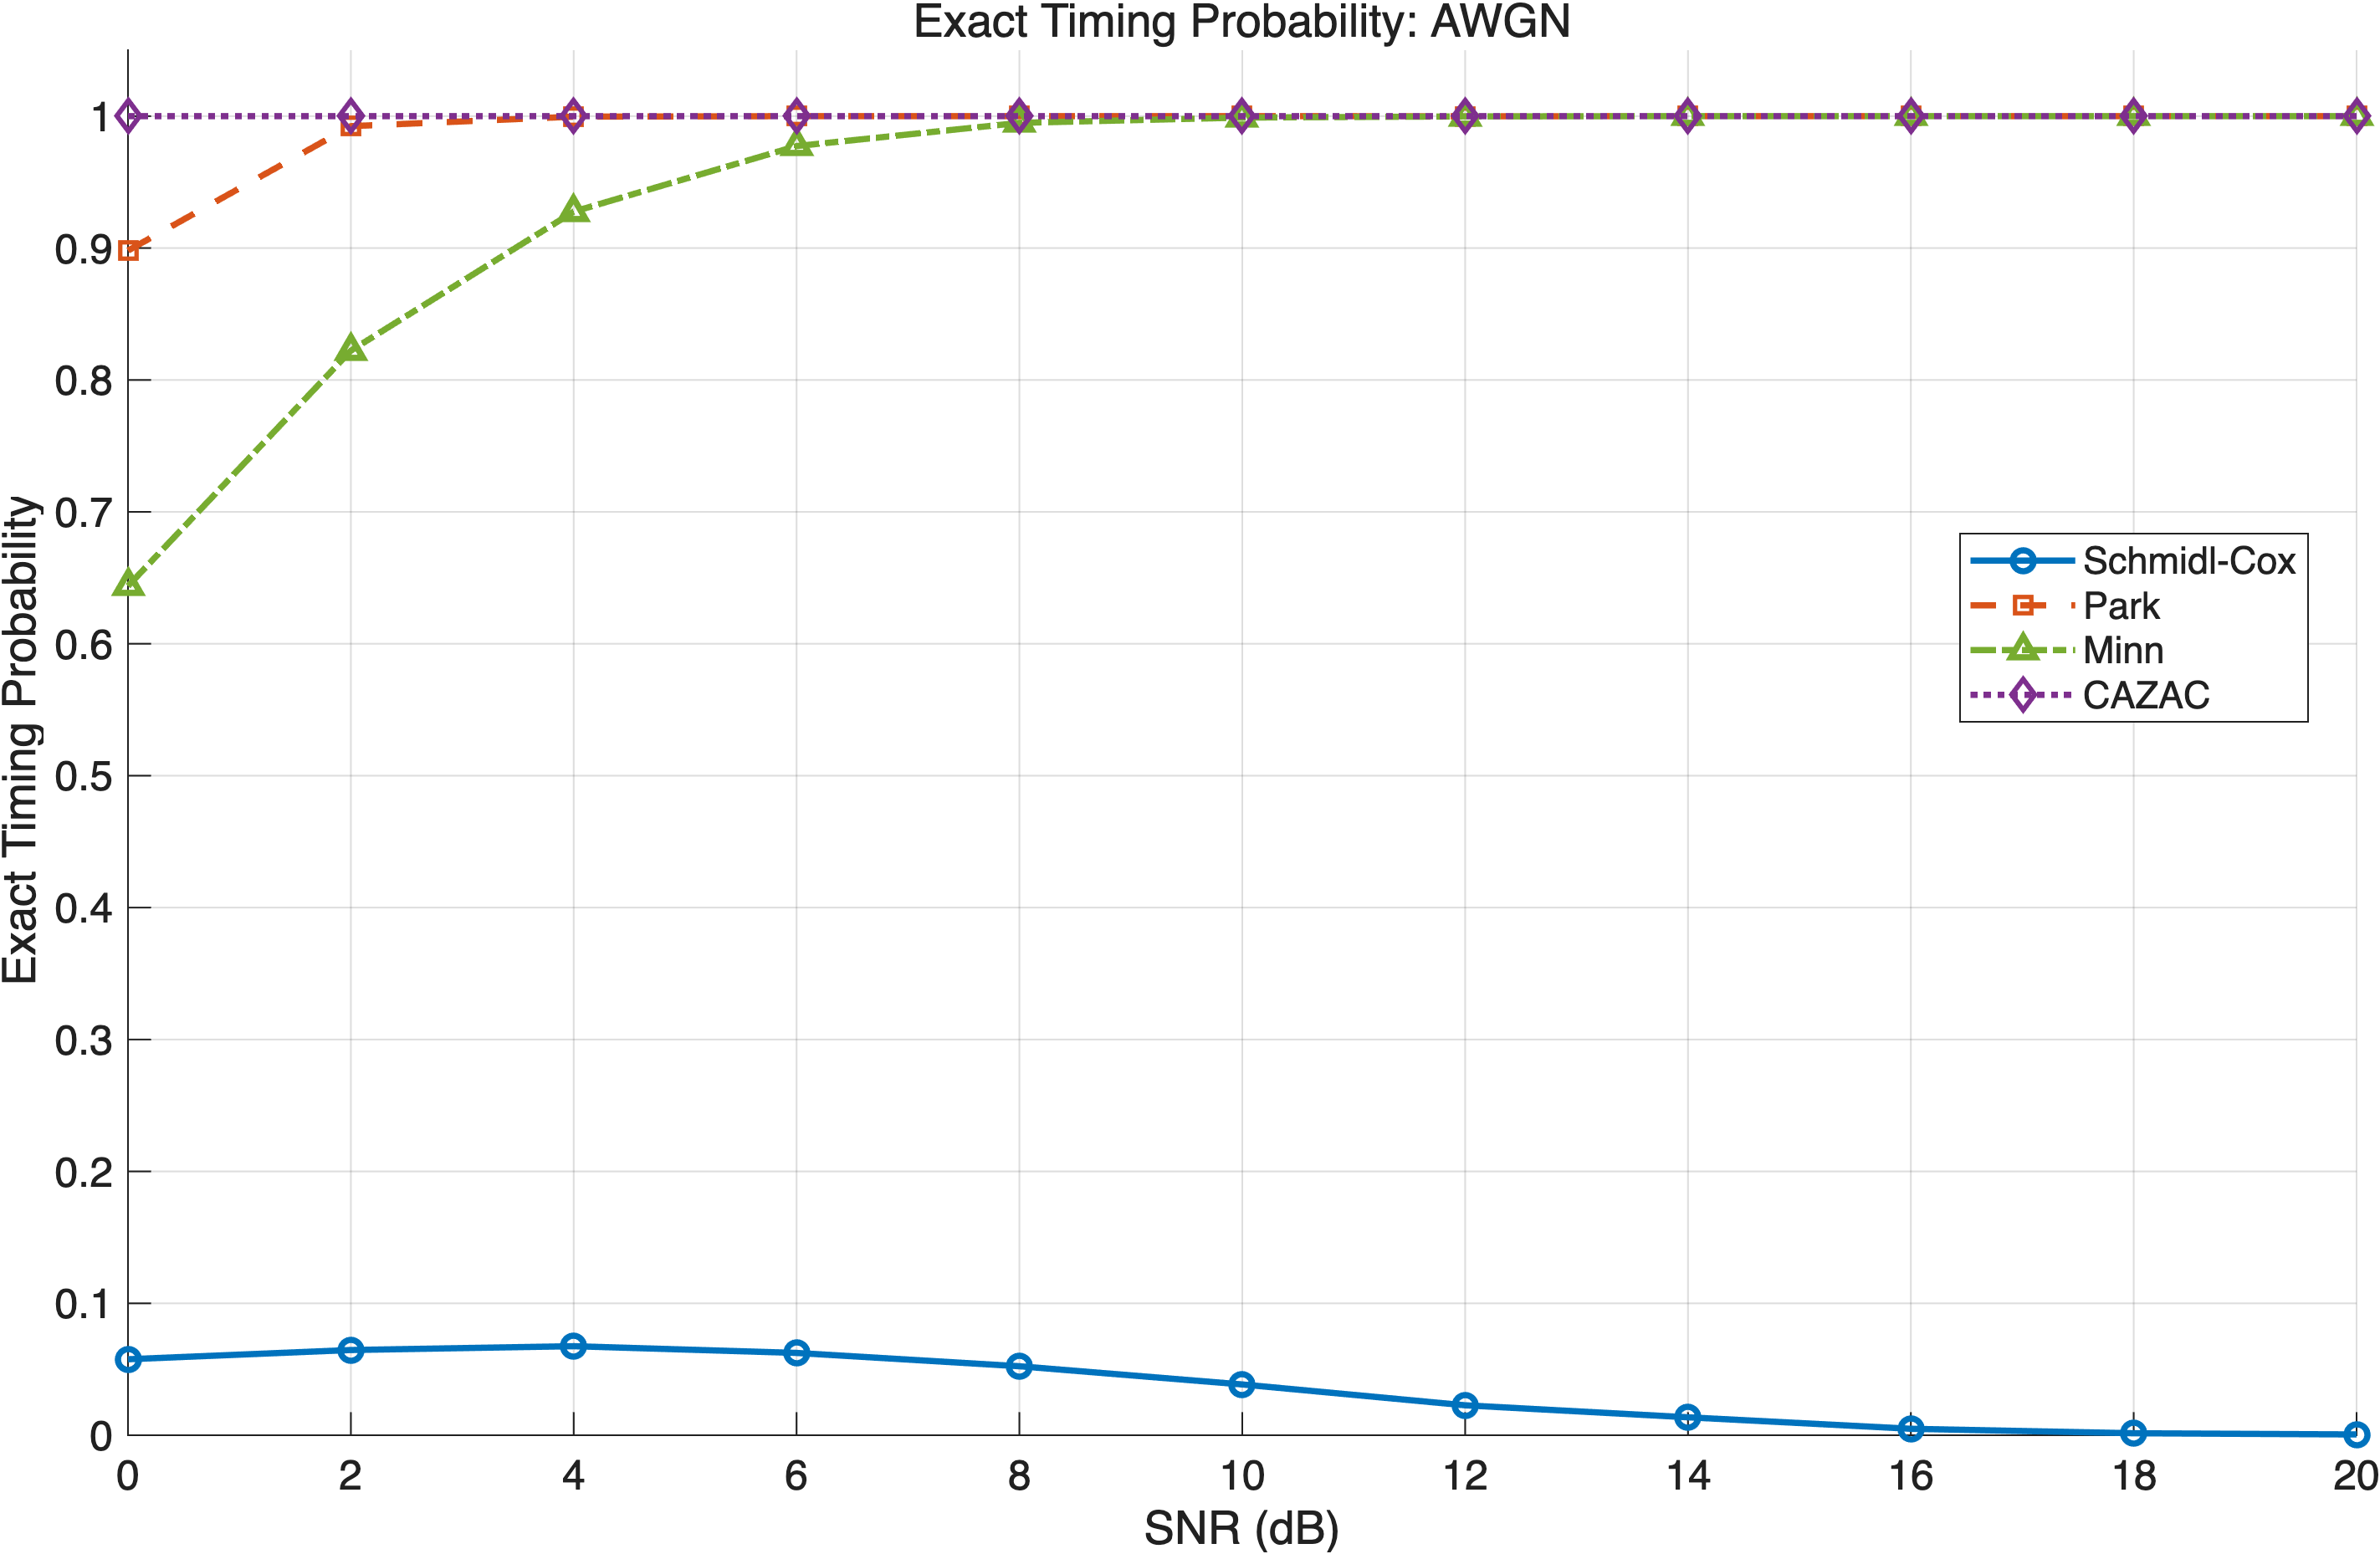 Exact Timing Probability: AWGN
Exact Timing Probability
1
0.9
0.8
0.7
0.6
0.5
0.4
0.3
0.2
0.1
0
Schmidl-Cox
Park
Minn
CAZAC
0 2 4 6 8 10 12 14 16 18 20
SNR (dB)